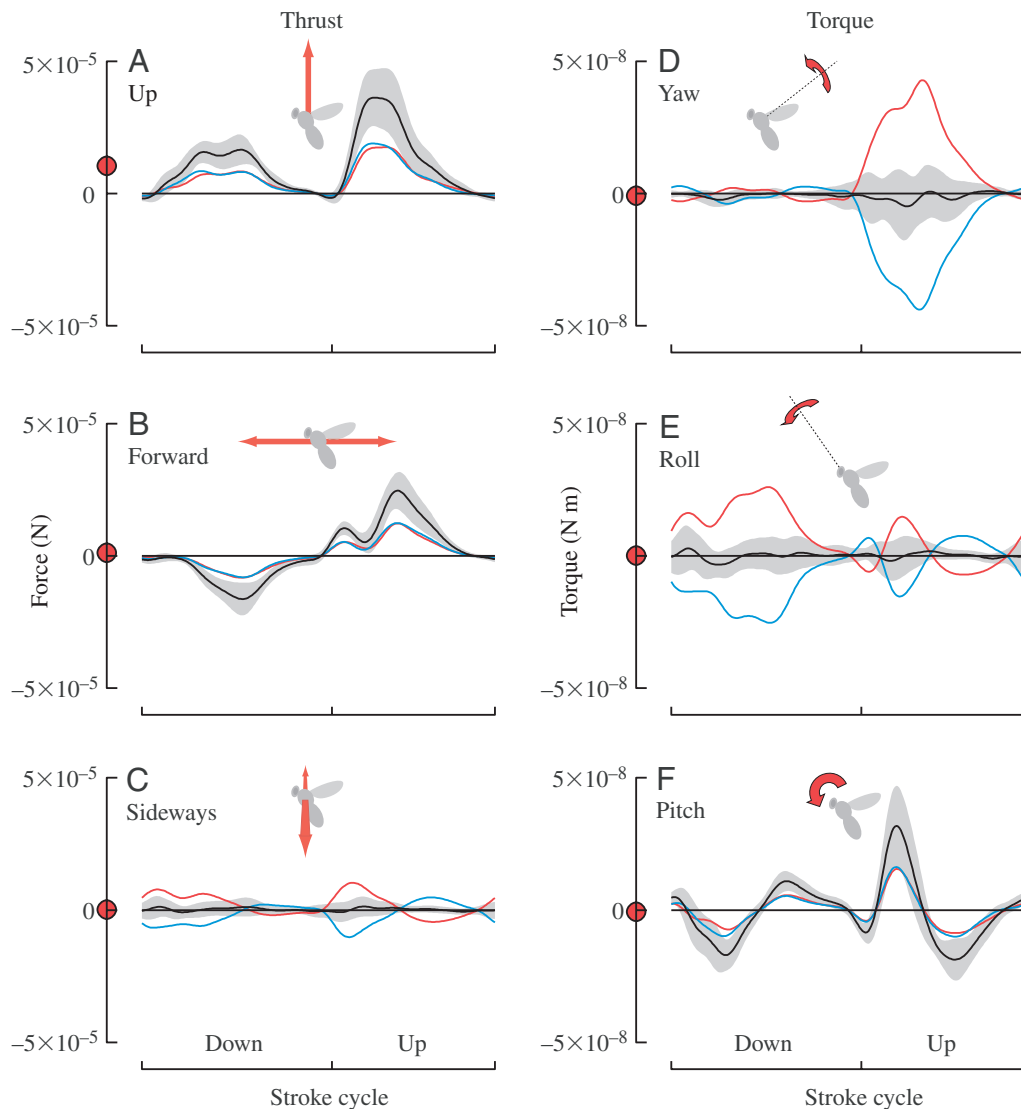 Thrust
A
Up
5×10⁻⁵
0
–5×10⁻⁵
B
Forward
5×10⁻⁵
0
–5×10⁻⁵
Force (N)
C
Sideways
5×10⁻⁵
0
–5×10⁻⁵
Down
Up
Stroke cycle
Torque
D
Yaw
5×10⁻⁸
0
–5×10⁻⁸
E
Roll
5×10⁻⁸
0
–5×10⁻⁸
Torque (N m)
F
Pitch
5×10⁻⁸
0
–5×10⁻⁸
Down
Up
Stroke cycle